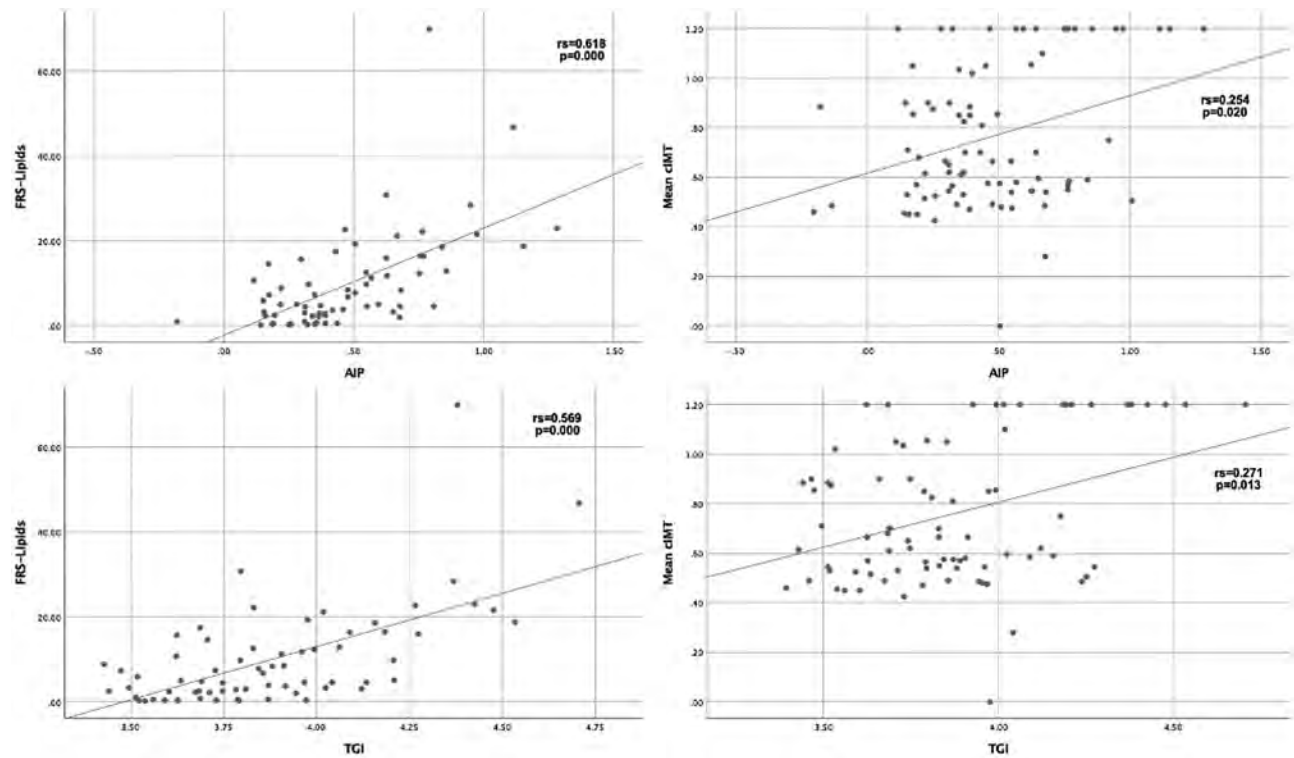 rs=0.618
p=0.000
60.00
40.00
20.00
.00
FRS-Lipids
-.50 .00 .50 1.00 1.50
AIP
1.20
1.00
.80
.60
.40
.20
.00
Mean cIMT
rs=0.254
p=0.020
-.50 .00 .50 1.00 1.50
AIP
rs=0.569
p=0.000
60.00
40.00
20.00
.00
FRS-Lipids
3.50 3.75 4.00 4.25 4.50 4.75
TGI
1.20
1.00
.80
.60
.40
.20
.00
Mean cIMT
rs=0.271
p=0.013
3.50 4.00 4.50
TGI